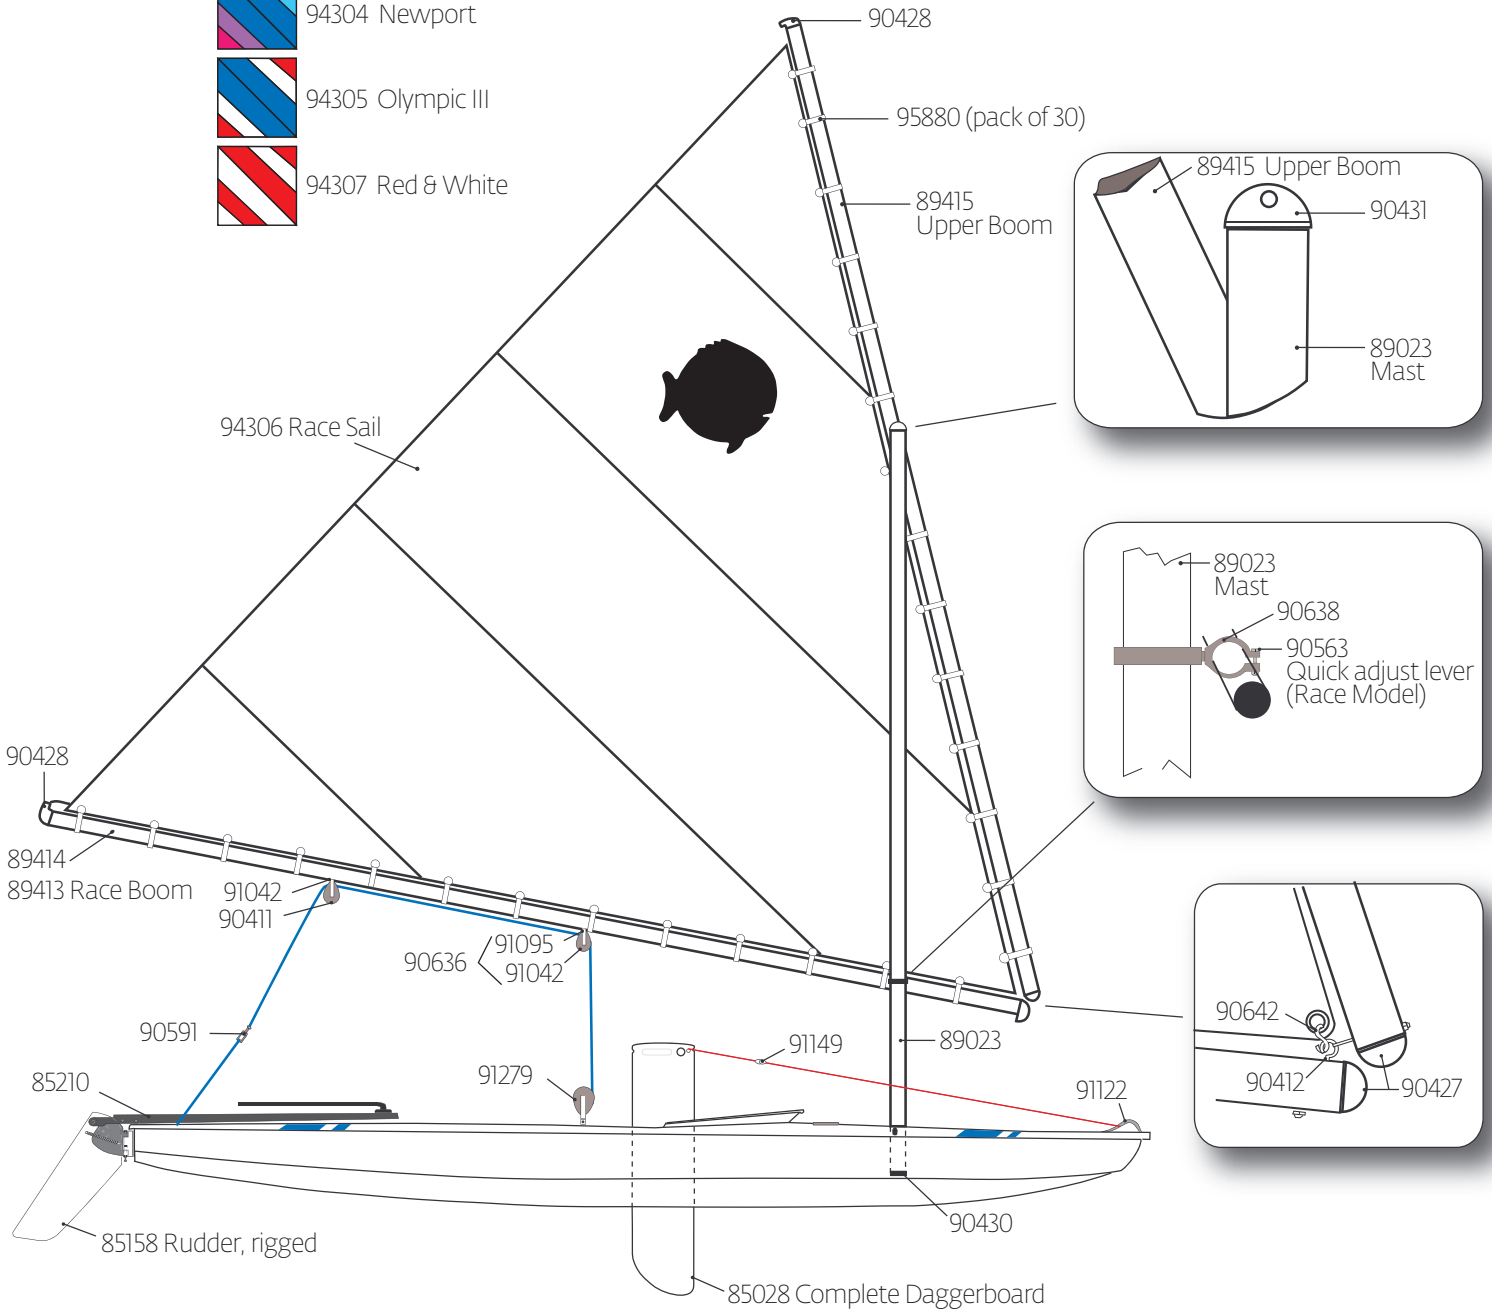 94304 Newport
94305 Olympic III
94307 Red & White
90428
95880 (pack of 30)
89415
Upper Boom
89415 Upper Boom
90431
89023
Mast
94306 Race Sail
89023
Mast
90638
90563
Quick adjust lever
(Race Model)
90428
89414
89413 Race Boom
91042
90411
91095
90636
91042
90591
91149
89023
90642
90412
90427
85210
91279
91122
90430
85158 Rudder, rigged
85028 Complete Daggerboard